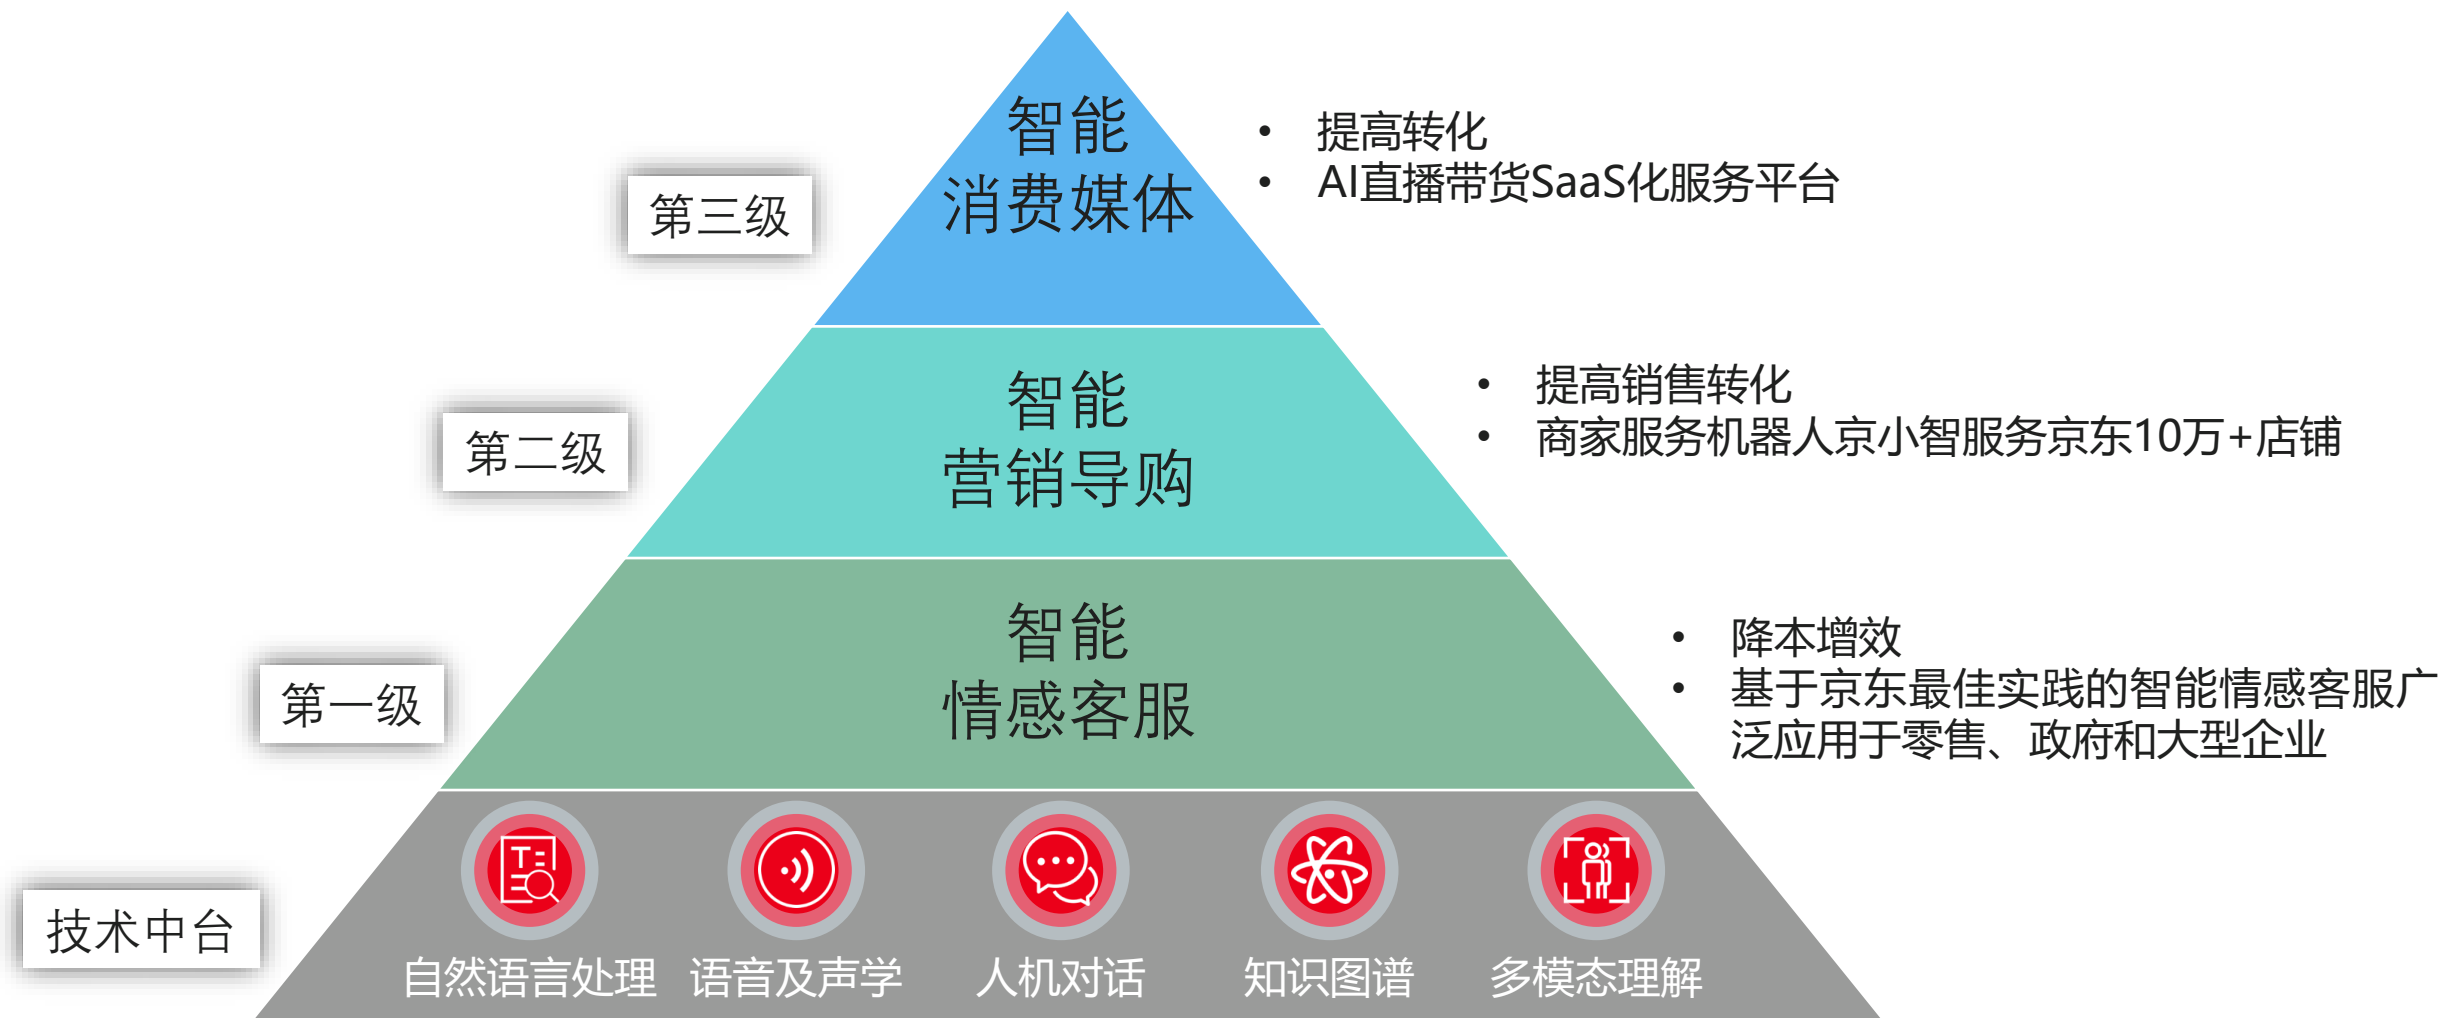 智能
消费媒体
第三级
• 提高转化
• AI直播带货SaaS化服务平台
智能
营销导购
第二级
• 提高销售转化
• 商家服务机器人京小智服务京东10万+店铺
智能
情感客服
第一级
• 降本增效
• 基于京东最佳实践的智能情感客服广
泛应用于零售、政府和大型企业
技术中台
自然语言处理 语音及声学 人机对话 知识图谱 多模态理解